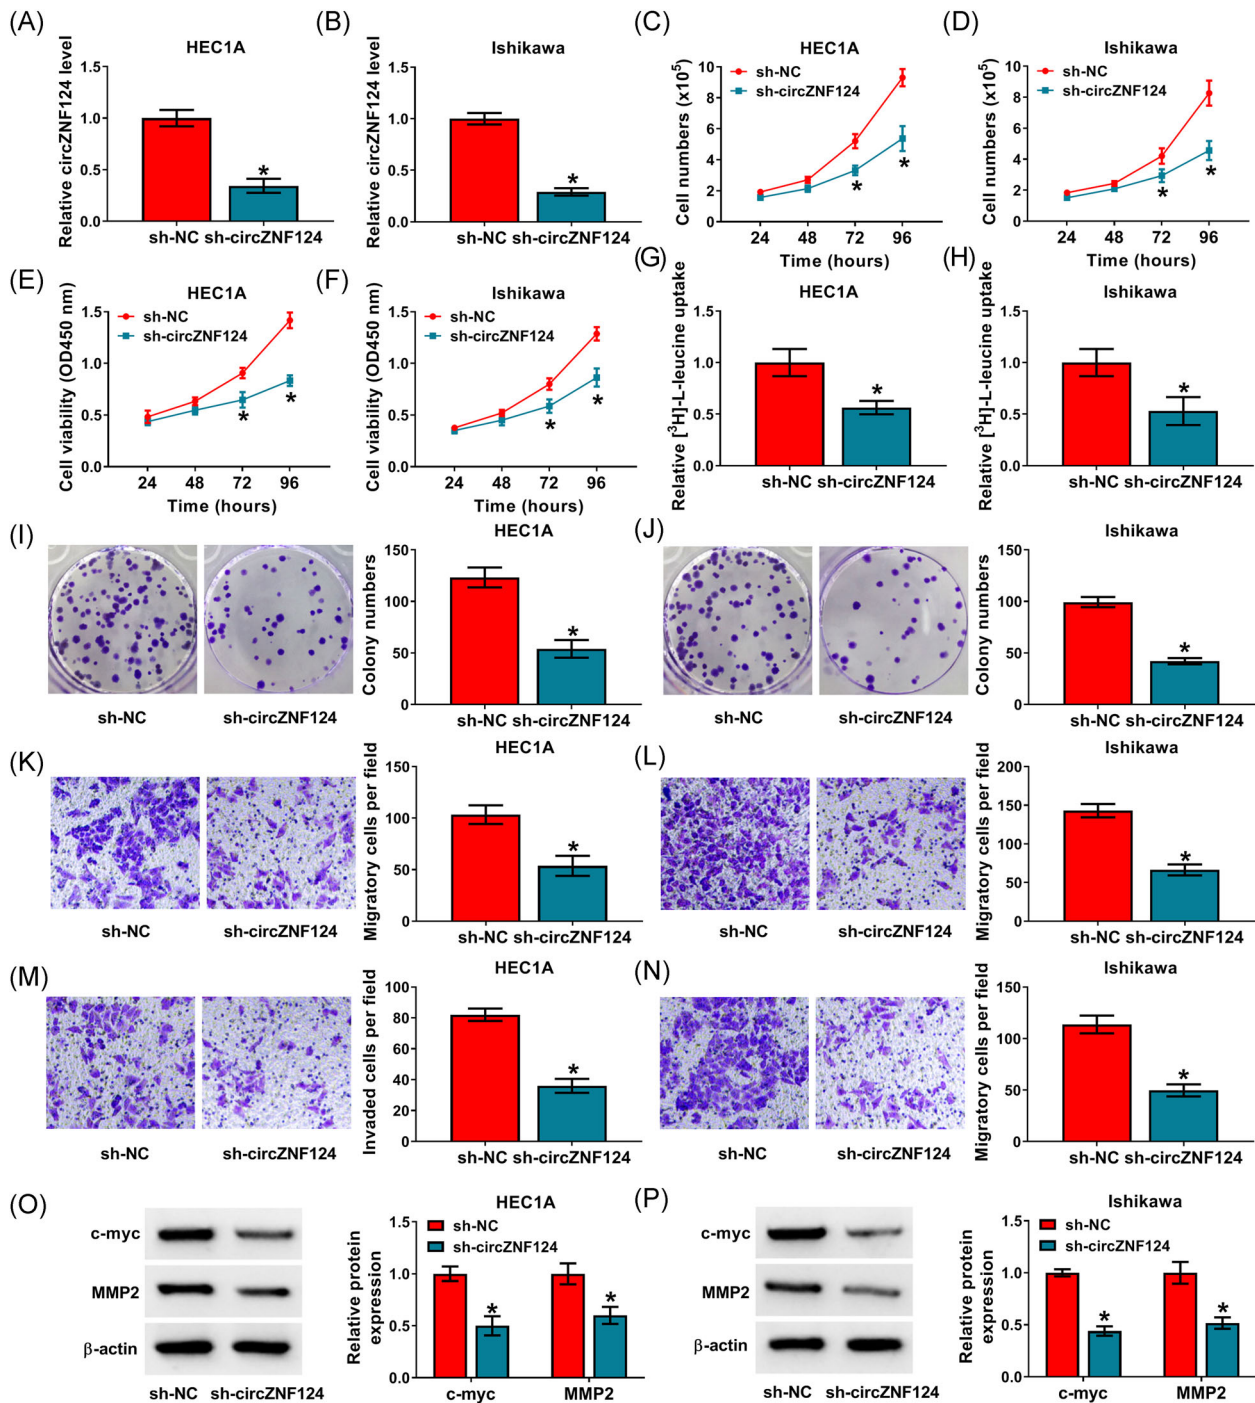 (A)
HEC1A
Relative circZNF124 level
1.5
1.0
0.5
0.0
*
sh-NC sh-circZNF124
(B)
Ishikawa
Relative circZNF124 level
1.5
1.0
0.5
0.0
*
sh-NC sh-circZNF124
(C)
HEC1A
Cell numbers (x10⁵)
10
8
6
4
2
0
sh-NC
sh-circZNF124
*
*
24 48 72 96
Time (hours)
(D)
Ishikawa
Cell numbers (x10⁵)
10
8
6
4
2
0
sh-NC
sh-circZNF124
*
*
24 48 72 96
Time (hours)
(E)
HEC1A
Cell viability (OD450 nm)
1.5
1.0
0.5
0.0
sh-NC
sh-circZNF124
*
*
24 48 72 96
Time (hours)
(F)
Ishikawa
Cell viability (OD450 nm)
1.5
1.0
0.5
0.0
sh-NC
sh-circZNF124
*
*
24 48 72 96
Time (hours)
(G)
HEC1A
Relative [³H]-L-leucine uptake
1.5
1.0
0.5
0.0
*
sh-NC sh-circZNF124
(H)
Ishikawa
Relative [³H]-L-leucine uptake
1.5
1.0
0.5
0.0
*
sh-NC sh-circZNF124
(I)
sh-NC sh-circZNF124
HEC1A
Colony numbers
150
100
50
0
*
sh-NC sh-circZNF124
(J)
sh-NC sh-circZNF124
Ishikawa
Colony numbers
150
100
50
0
*
sh-NC sh-circZNF124
(K)
sh-NC sh-circZNF124
HEC1A
Migratory cells per field
150
100
50
0
*
sh-NC sh-circZNF124
(L)
sh-NC sh-circZNF124
Ishikawa
Migratory cells per field
200
150
100
50
0
*
sh-NC sh-circZNF124
(M)
sh-NC sh-circZNF124
HEC1A
Invaded cells per field
100
80
60
40
20
0
*
sh-NC sh-circZNF124
(N)
sh-NC sh-circZNF124
Ishikawa
Migratory cells per field
150
100
50
0
*
sh-NC sh-circZNF124
(O)
c-myc
MMP2
β-actin
sh-NC sh-circZNF124
HEC1A
Relative protein
expression
1.5
1.0
0.5
0.0
sh-NC
sh-circZNF124
*
*
c-myc MMP2
(P)
c-myc
MMP2
β-actin
sh-NC sh-circZNF124
Ishikawa
Relative protein
expression
1.5
1.0
0.5
0.0
sh-NC
sh-circZNF124
*
*
c-myc MMP2